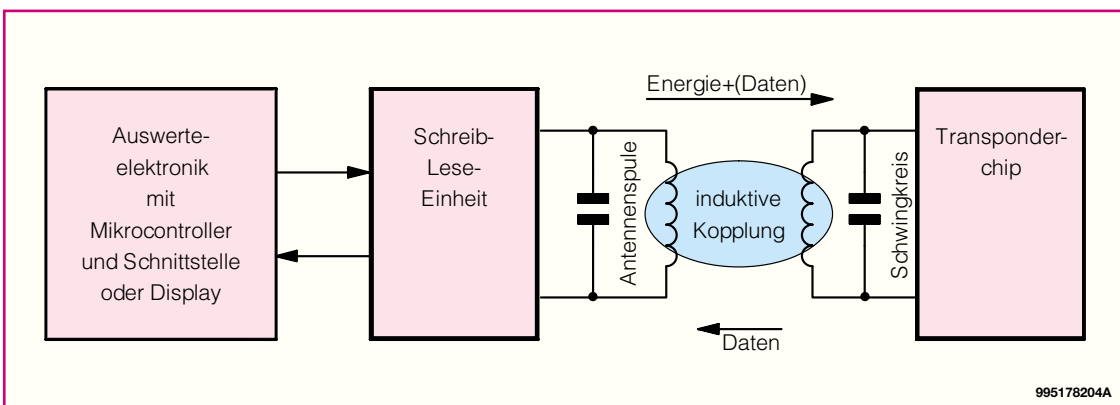 Auswerte-
elektronik
mit
Mikrocontroller
und Schnittstelle
oder Display
Schreib-
Lese-
Einheit
Antennenspule
Energie+(Daten)
induktive
Kopplung
Daten
Schwingkreis
Transponder-
chip
995178204A